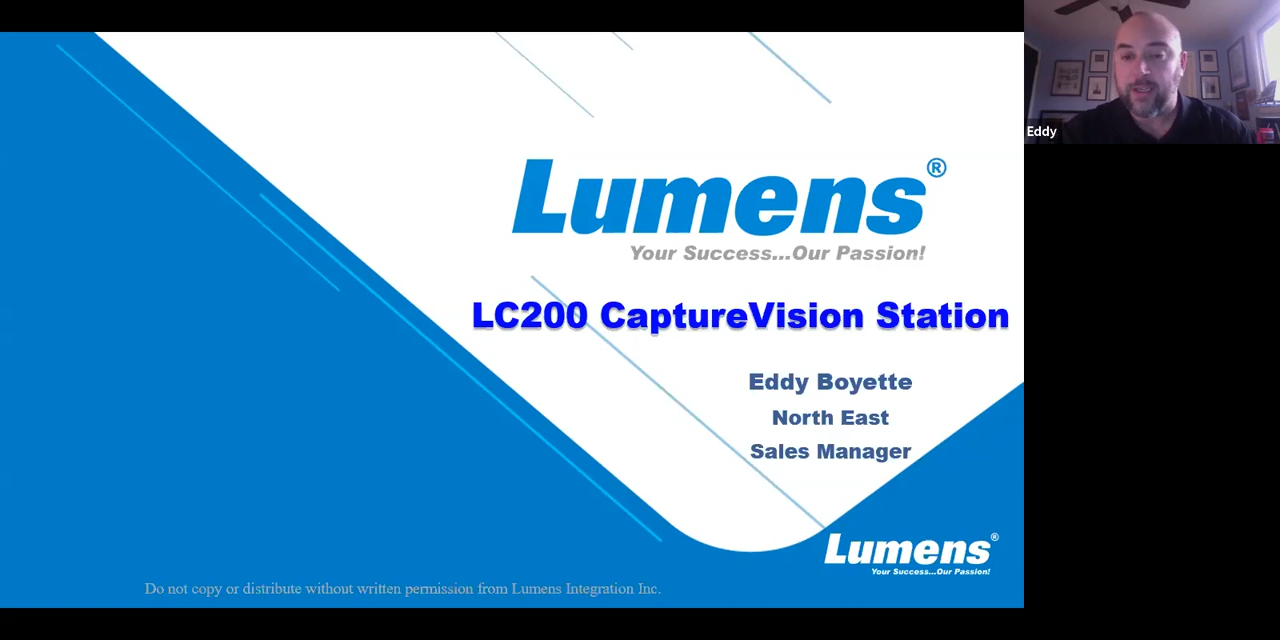 Lumens®
Your Success...Our Passion!
LC200 CaptureVision Station
Eddy Boyette
North East
Sales Manager
Lumens®
Your Success...Our Passion!
Do not copy or distribute without written permission from Lumens Integration Inc.
Eddy